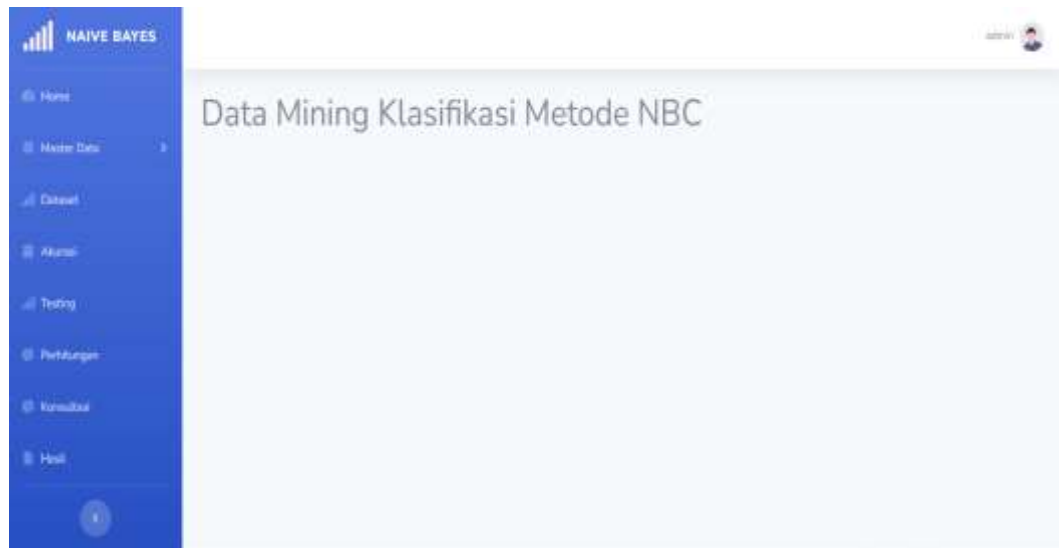 NAIVE BAYES
admin
Home
Data Mining Klasifikasi Metode NBC
Master Data
Dataset
Akurasi
Testing
Perhitungan
Konsultasi
Hasil